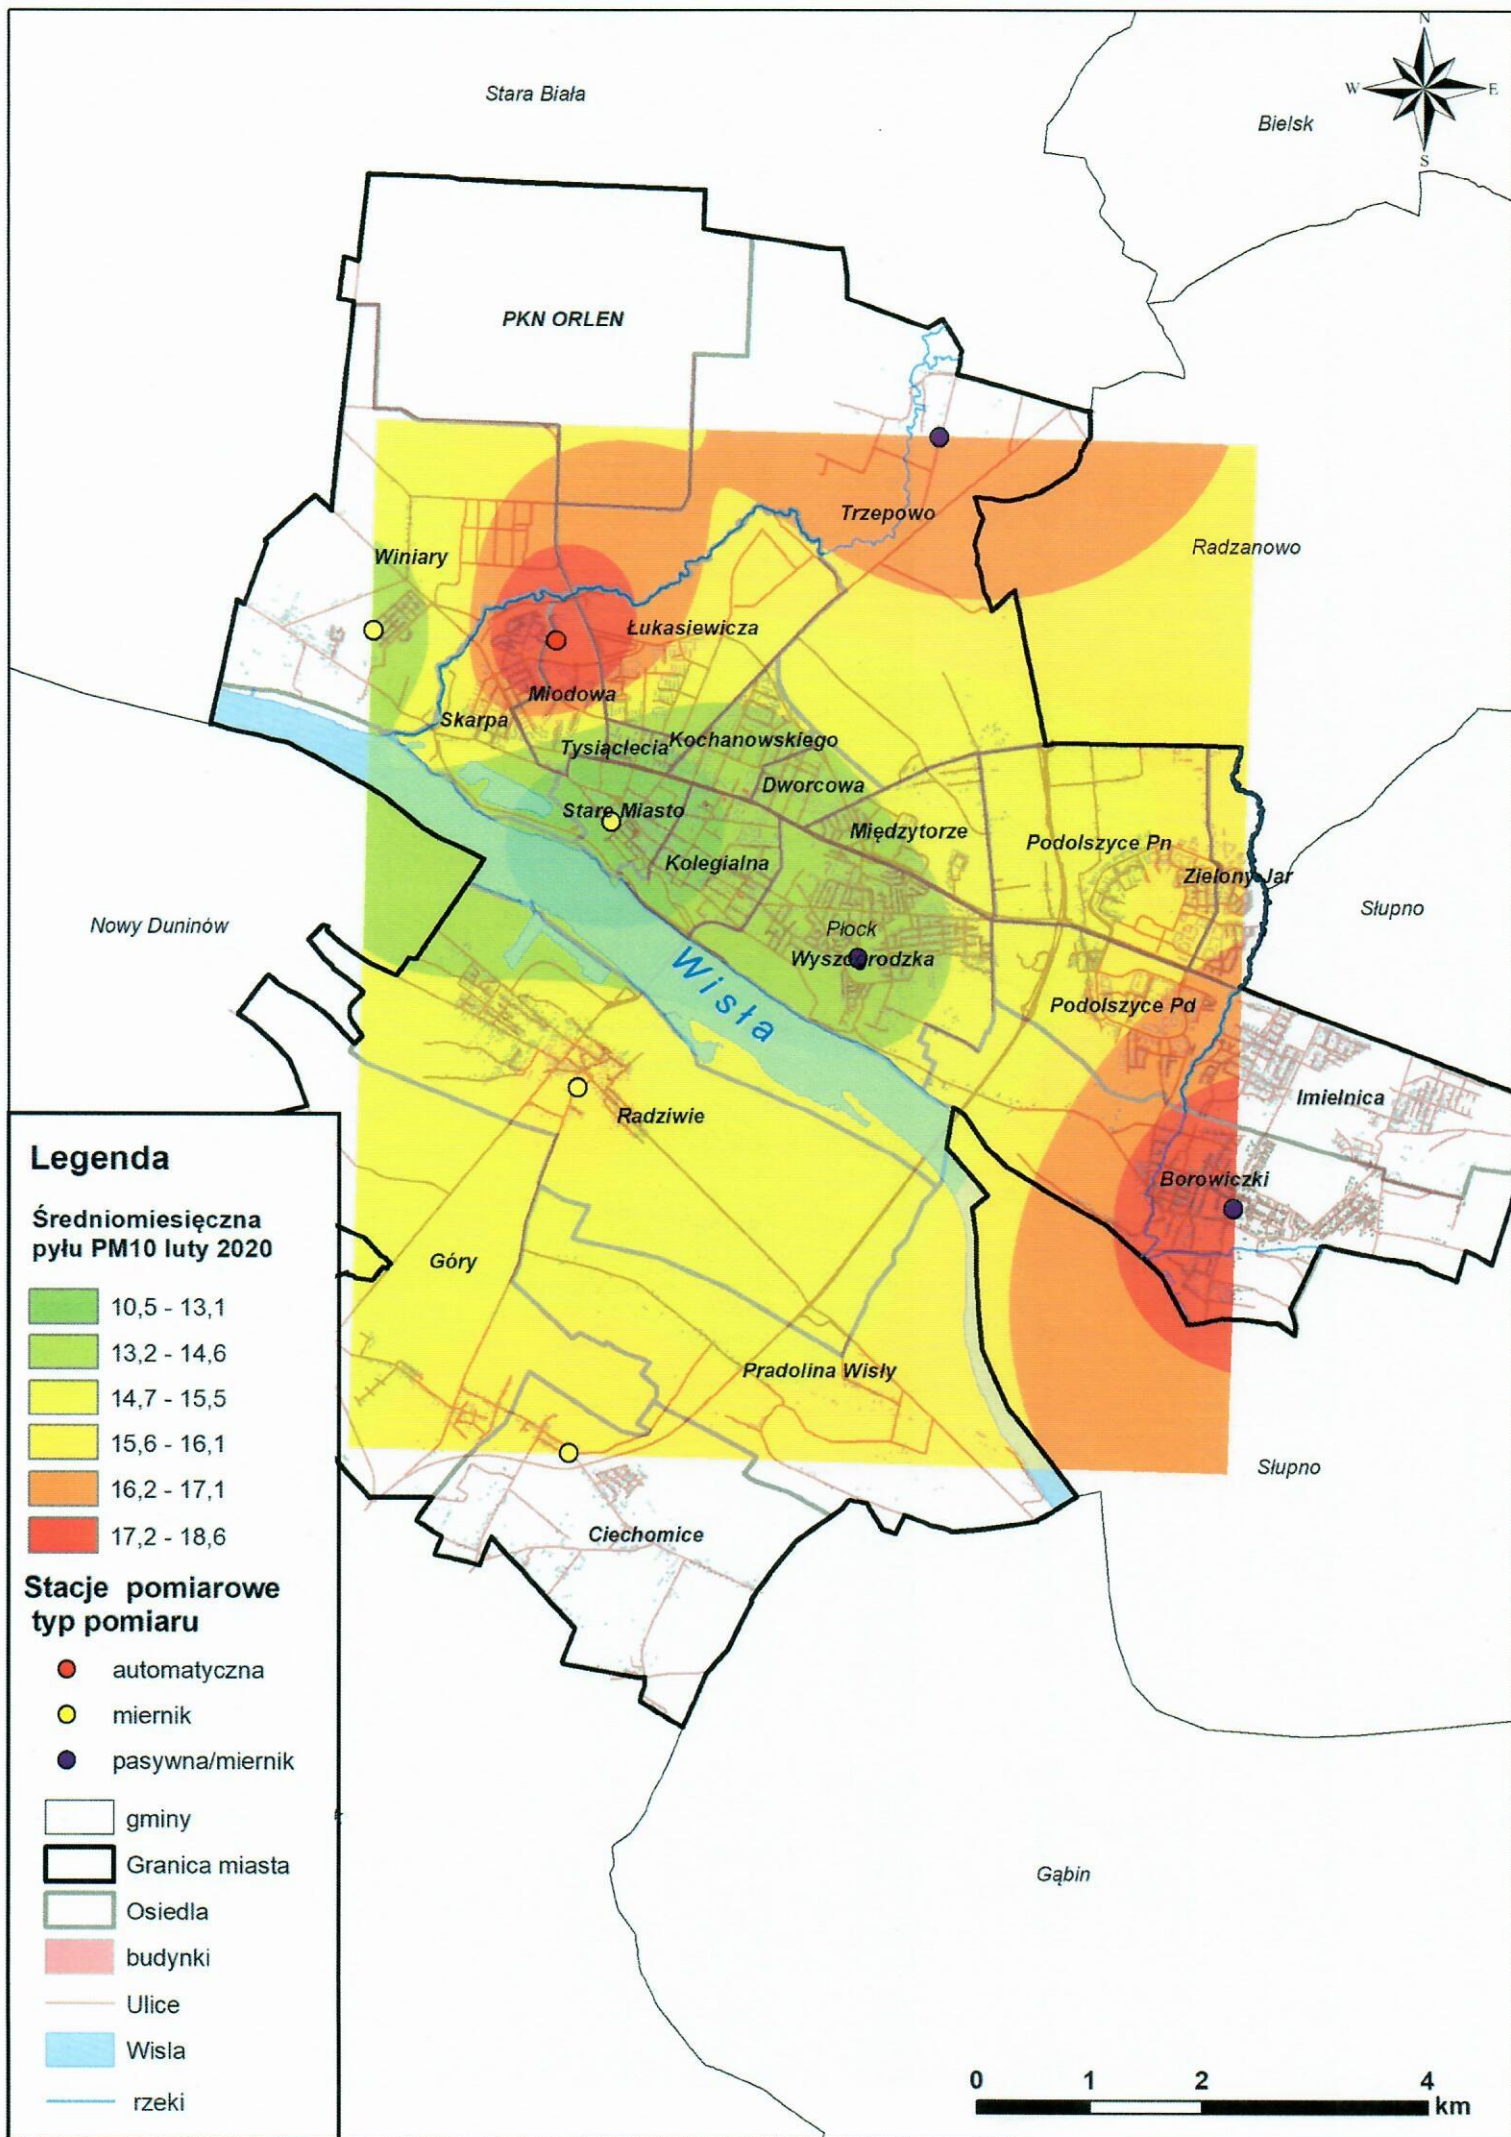 N
W
E
S
Stara Biała
Bielsk
PKN ORLEN
Trzepowo
Radzanowo
Winiary
Łukasiewicza
Miodowa
Skarpa
Tysiąclecia
Kochanowskiego
Dworcowa
Stare Miasto
Międzytorze
Podolszyce Pn
Kolegialna
Zielony Jar
Słupno
Nowy Duninów
Płock
Wyszogrodzka
Wisła
Podolszyce Pd
Imielnica
Radziwie
Borowiczki
Góry
Pradolina Wisły
Słupno
Ciechomice
Gąbin
Legenda
Średniomiesięczna
pyłu PM10 luty 2020
10,5 - 13,1
13,2 - 14,6
14,7 - 15,5
15,6 - 16,1
16,2 - 17,1
17,2 - 18,6
Stacje pomiarowe
typ pomiaru
automatyczna
miernik
pasywna/miernik
gminy
Granica miasta
Osiedla
budynki
Ulice
Wisla
rzeki
0 1 2 4
km